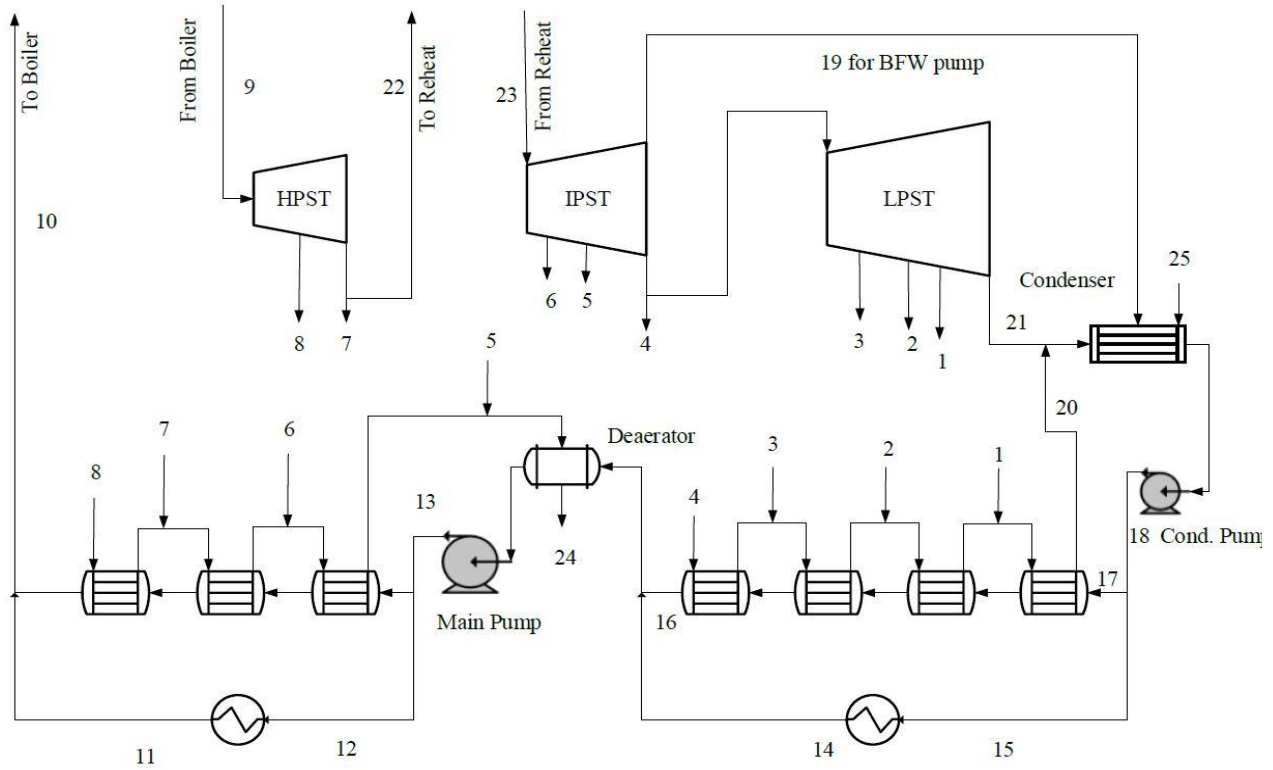 To Boiler
From Boiler
9
22
To Reheat
23
From Reheat
19 for BFW pump
10
HPST
IPST
LPST
6
5
Condenser
25
8
7
4
3
2
1
21
5
20
7
6
Deaerator
8
13
3
2
1
4
24
18 Cond. Pump
17
Main Pump
16
11
12
14
15